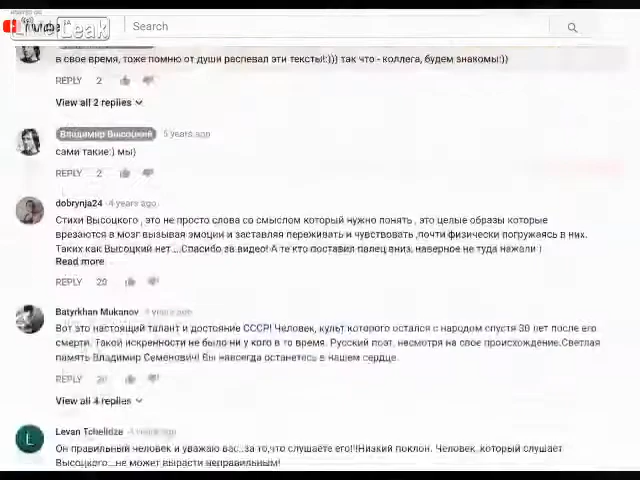 LiveLeak
Search
в свое время, тоже помню от души распевал эти тексты!:))) так что - коллега, будем знакомы!:))
REPLY 2
View all 2 replies
Владимир Высоцкий 5 years ago
сами такие:) мы)
REPLY 2
dobrynja24 4 years ago
Стихи Высоцкого , это не просто слова со смыслом который нужно понять , это целые образы которые
врезаются в мозг вызывая эмоции и заставляя переживать и чувствовать ,почти физически погружаясь в них.
Таких как Высоцкий нет ...Спасибо за видео! А те кто поставил палец вниз, наверное не туда нажали )
Read more
REPLY 20
Batyrkhan Mukanov years ago
Вот это настоящий талант и достояние СССР! Человек, культ которого остался с народом спустя 30 лет после его
смерти. Такой искренности не было ни у кого в то время. Русский поэт, несмотря на свое происхождение.Светлая
память Владимир Семенович! Вы навсегда останетесь в нашем сердце.
REPLY 20
View all 4 replies
L
Levan Tchelidze
Он правильный человек и уважаю вас..за то,что слушаете его!!!Низкий поклон. Человек ,который слушает
Высоцкого...не может вырасти неправильным!